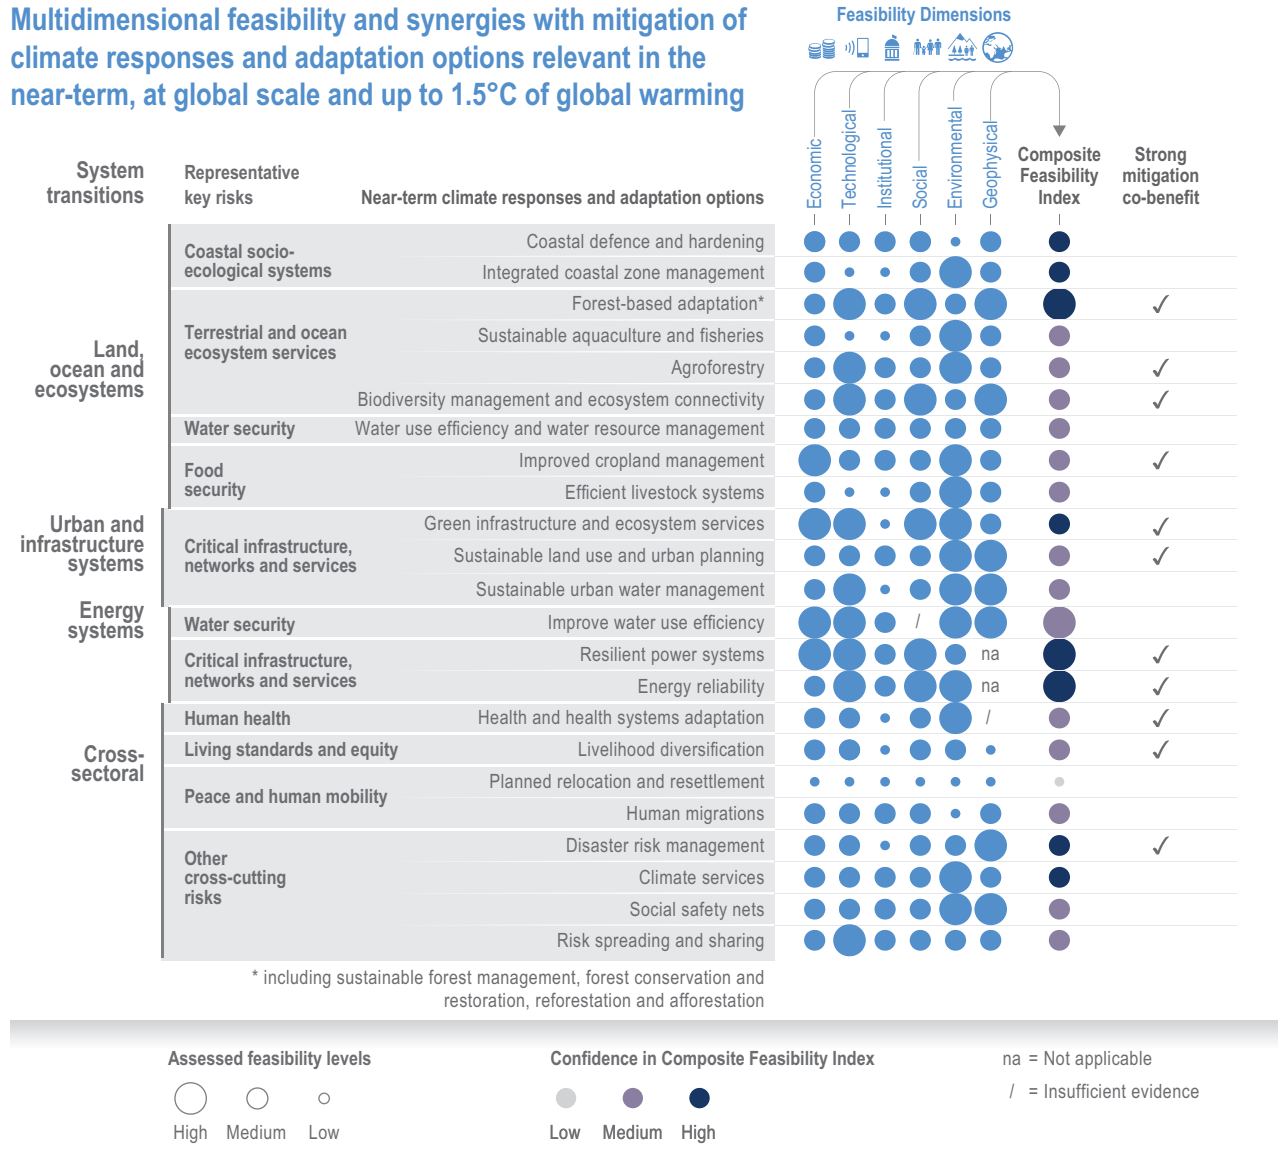 Multidimensional feasibility and synergies with mitigation of
climate responses and adaptation options relevant in the
near-term, at global scale and up to 1.5°C of global warming
Feasibility Dimensions
Economic
Technological
Institutional
Social
Environmental
Geophysical
Composite
Feasibility
Index
Strong
mitigation
co-benefit
System
transitions
Representative
key risks
Near-term climate responses and adaptation options
Land,
ocean and
ecosystems
Coastal socio-
ecological systems
Coastal defence and hardening
Integrated coastal zone management
Terrestrial and ocean
ecosystem services
Forest-based adaptation*
Sustainable aquaculture and fisheries
Agroforestry
Biodiversity management and ecosystem connectivity
Water security
Water use efficiency and water resource management
Food
security
Improved cropland management
Efficient livestock systems
Urban and
infrastructure
systems
Critical infrastructure,
networks and services
Green infrastructure and ecosystem services
Sustainable land use and urban planning
Sustainable urban water management
Energy
systems
Water security
Improve water use efficiency
/
Critical infrastructure,
networks and services
Resilient power systems
na
Energy reliability
na
Cross-
sectoral
Human health
Health and health systems adaptation
/
Living standards and equity
Livelihood diversification
Peace and human mobility
Planned relocation and resettlement
Human migrations
Other
cross-cutting
risks
Disaster risk management
Climate services
Social safety nets
Risk spreading and sharing
* including sustainable forest management, forest conservation and
restoration, reforestation and afforestation
Assessed feasibility levels
High Medium Low
Confidence in Composite Feasibility Index
Low Medium High
na = Not applicable
/ = Insufficient evidence